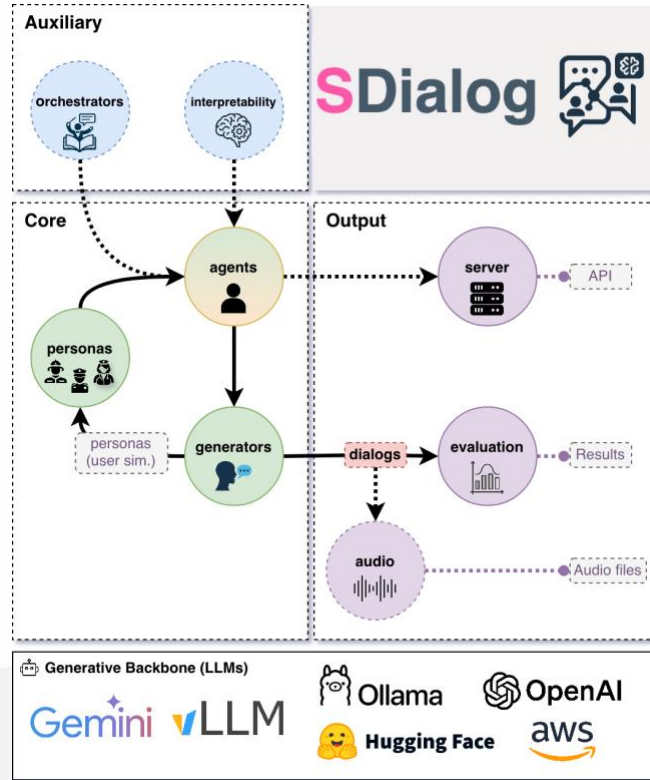 Auxiliary
orchestrators
interpretability
SDialog
Core
agents
personas
personas
(user sim.)
generators
Output
server
API
dialogs
evaluation
Results
audio
Audio files
Generative Backbone (LLMs)
Gemini
vLLM
Ollama
OpenAI
Hugging Face
aws